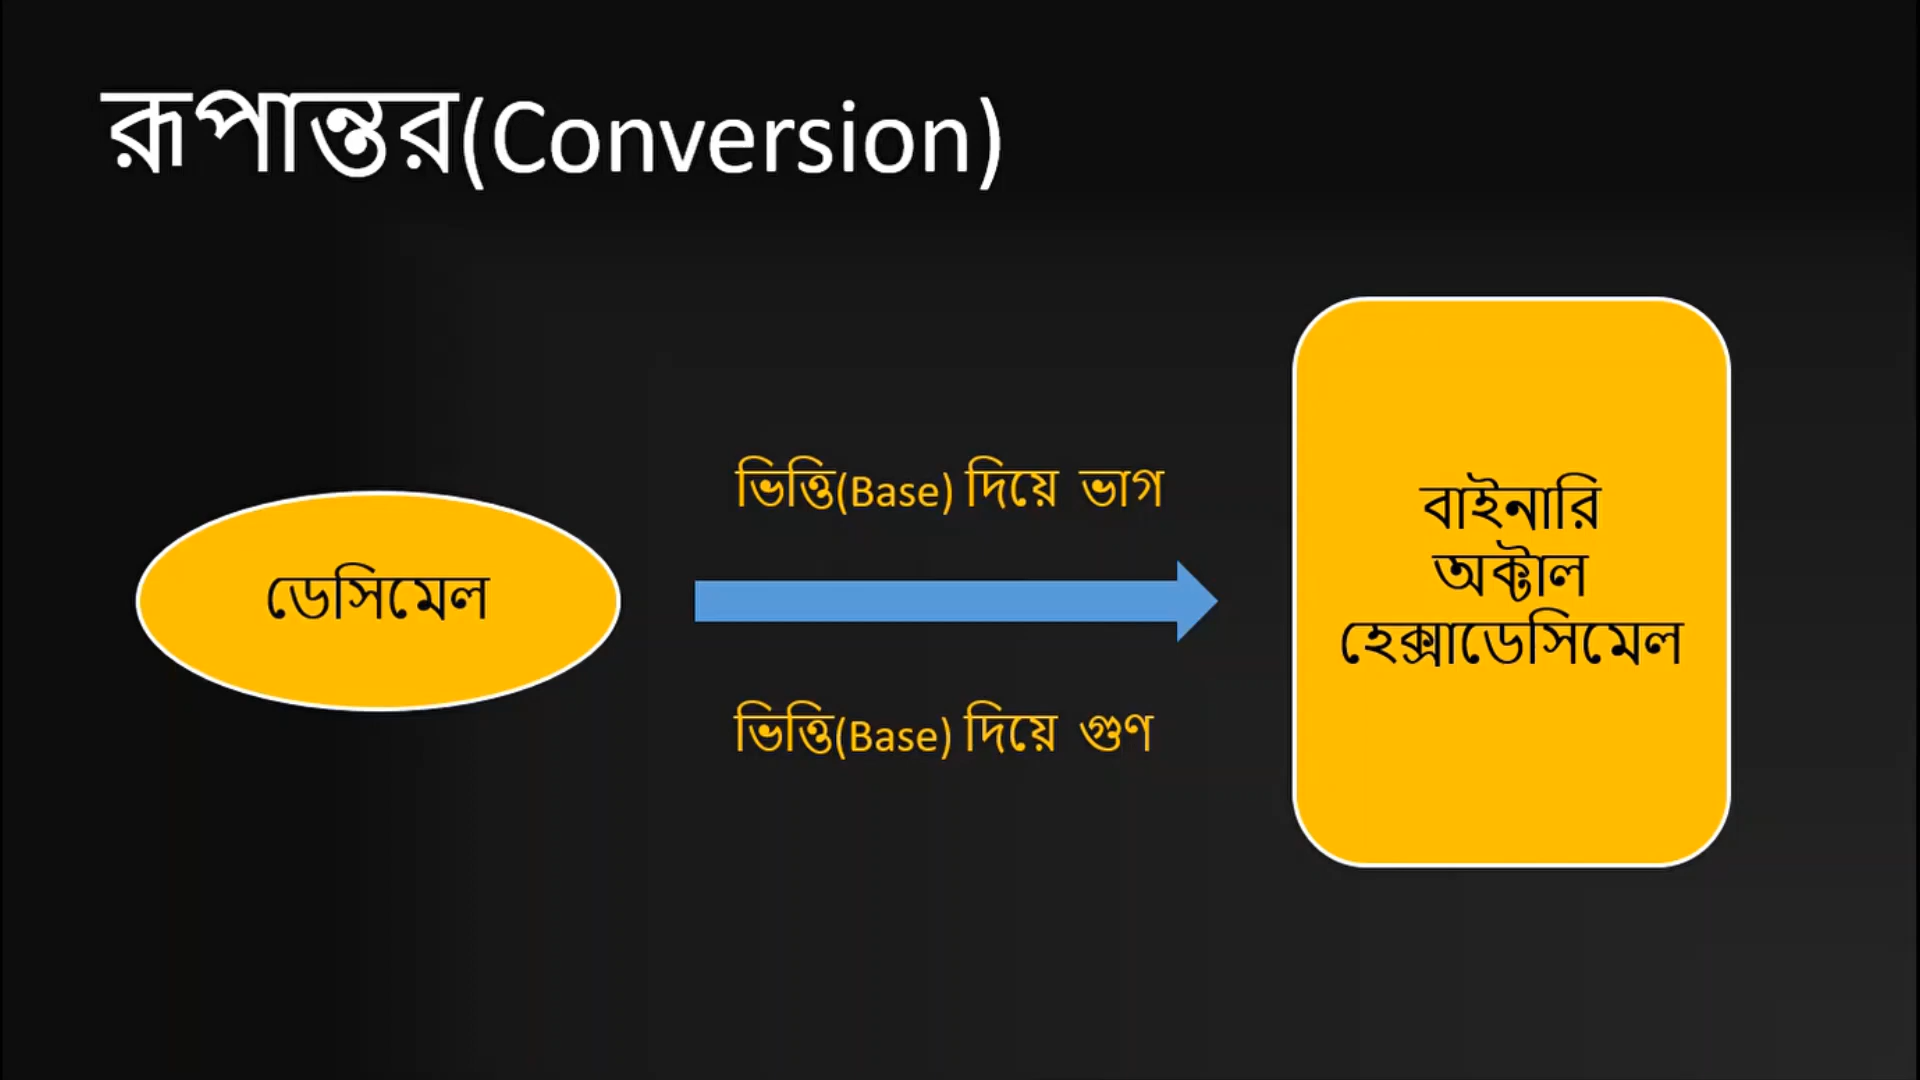 রূপান্তর(Conversion)
ভিত্তি(Base) দিয়ে ভাগ
ডেসিমেল
ভিত্তি(Base) দিয়ে গুণ
বাইনারি
অক্টাল
হেক্সাডেসিমেল